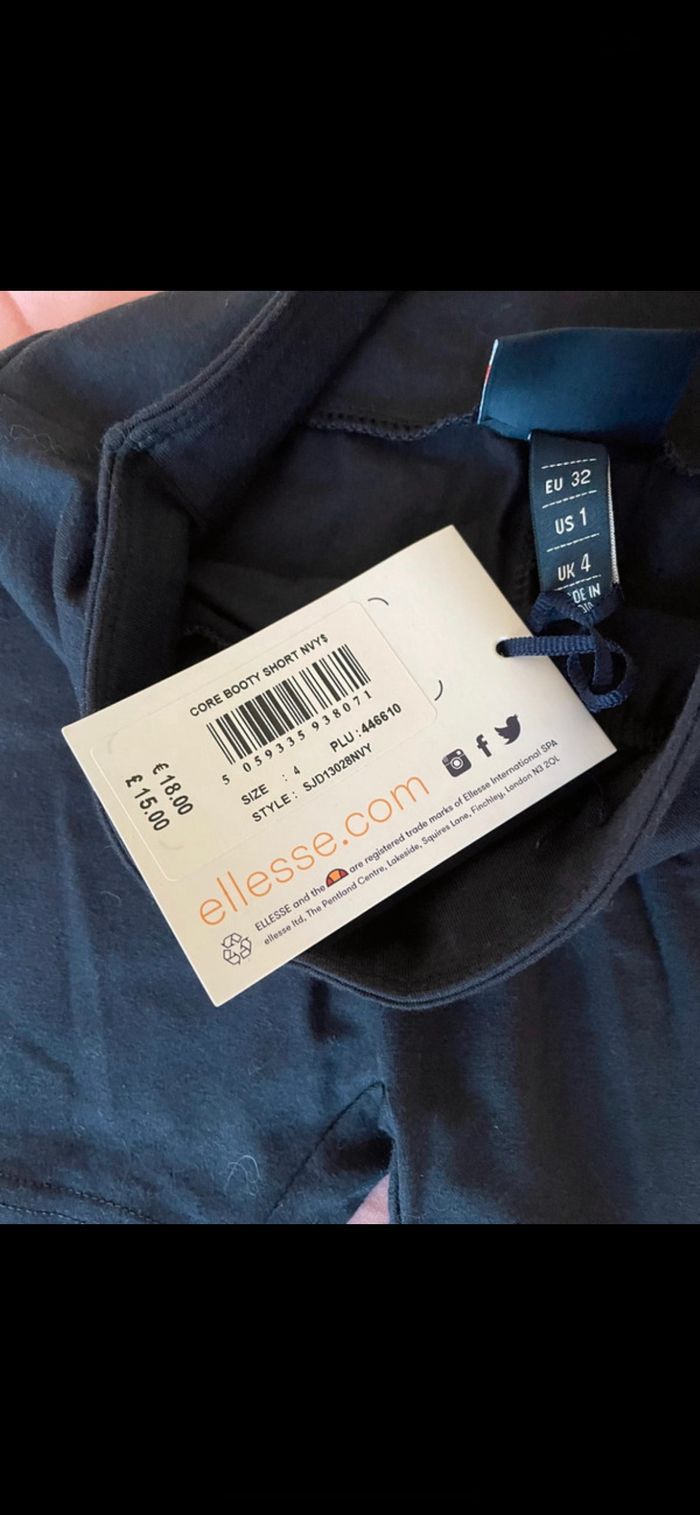 EU 32
US 1
UK 4
DE IN
CORE BOOTY SHORT NVY$
5 059335 938071
SIZE : 4 PLU : 446610
STYLE : SJD13028NVY
€ 18.00
£ 15.00
ellesse.com
ELLESSE and the are registered trade marks of Ellesse International SPA
ellesse ltd, The Pentland Centre, Lakeside, Squires Lane, Finchley, London N3 2QL